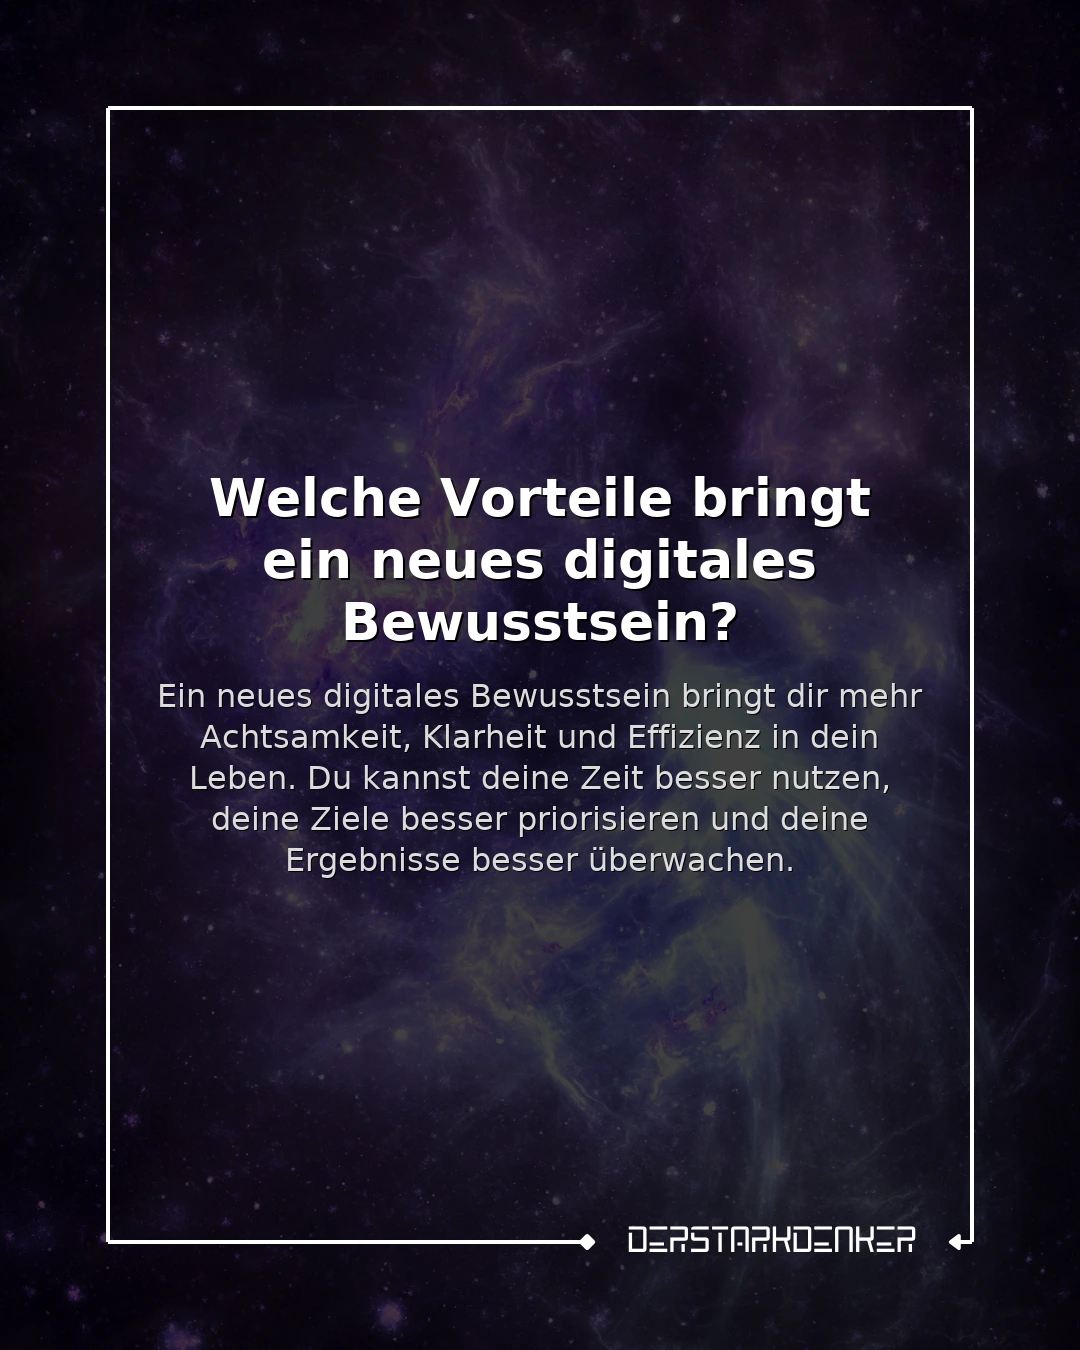 Welche Vorteile bringt
ein neues digitales
Bewusstsein?
Ein neues digitales Bewusstsein bringt dir mehr
Achtsamkeit, Klarheit und Effizienz in dein
Leben. Du kannst deine Zeit besser nutzen,
deine Ziele besser priorisieren und deine
Ergebnisse besser überwachen.
DERSTARKDENKER